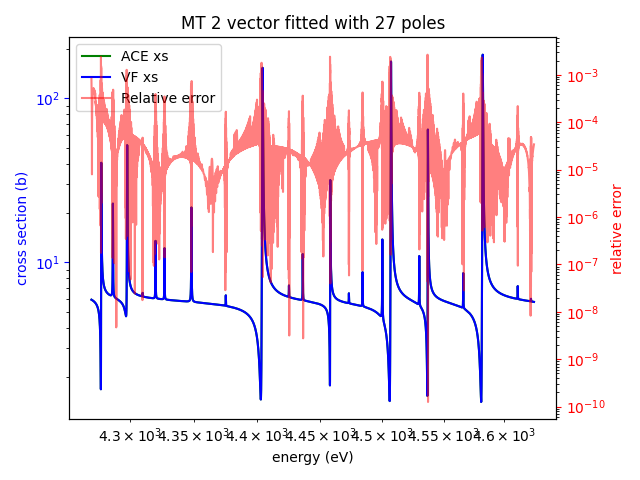 MT 2 vector fitted with 27 poles
ACE xs
VF xs
Relative error
cross section (b)
10²
10¹
relative error
10⁻³
10⁻⁴
10⁻⁵
10⁻⁶
10⁻⁷
10⁻⁸
10⁻⁹
10⁻¹⁰
4.3 × 10³ 4.35 × 10³ 4.4 × 10³ 4.45 × 10³ 4.5 × 10³ 4.55 × 10³ 4.6 × 10³
energy (eV)